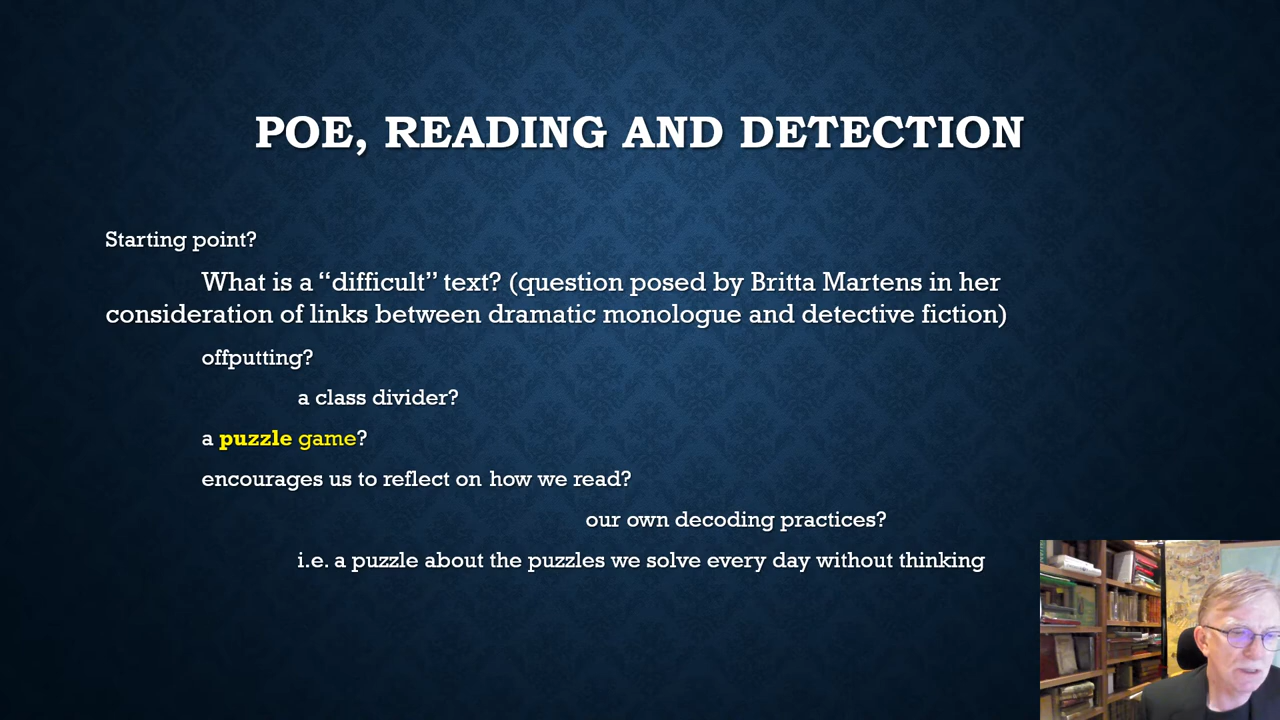 POE, READING AND DETECTION
Starting point?
What is a “difficult” text? (question posed by Britta Martens in her
consideration of links between dramatic monologue and detective fiction)
offputting?
a class divider?
a puzzle game?
encourages us to reflect on how we read?
our own decoding practices?
i.e. a puzzle about the puzzles we solve every day without thinking